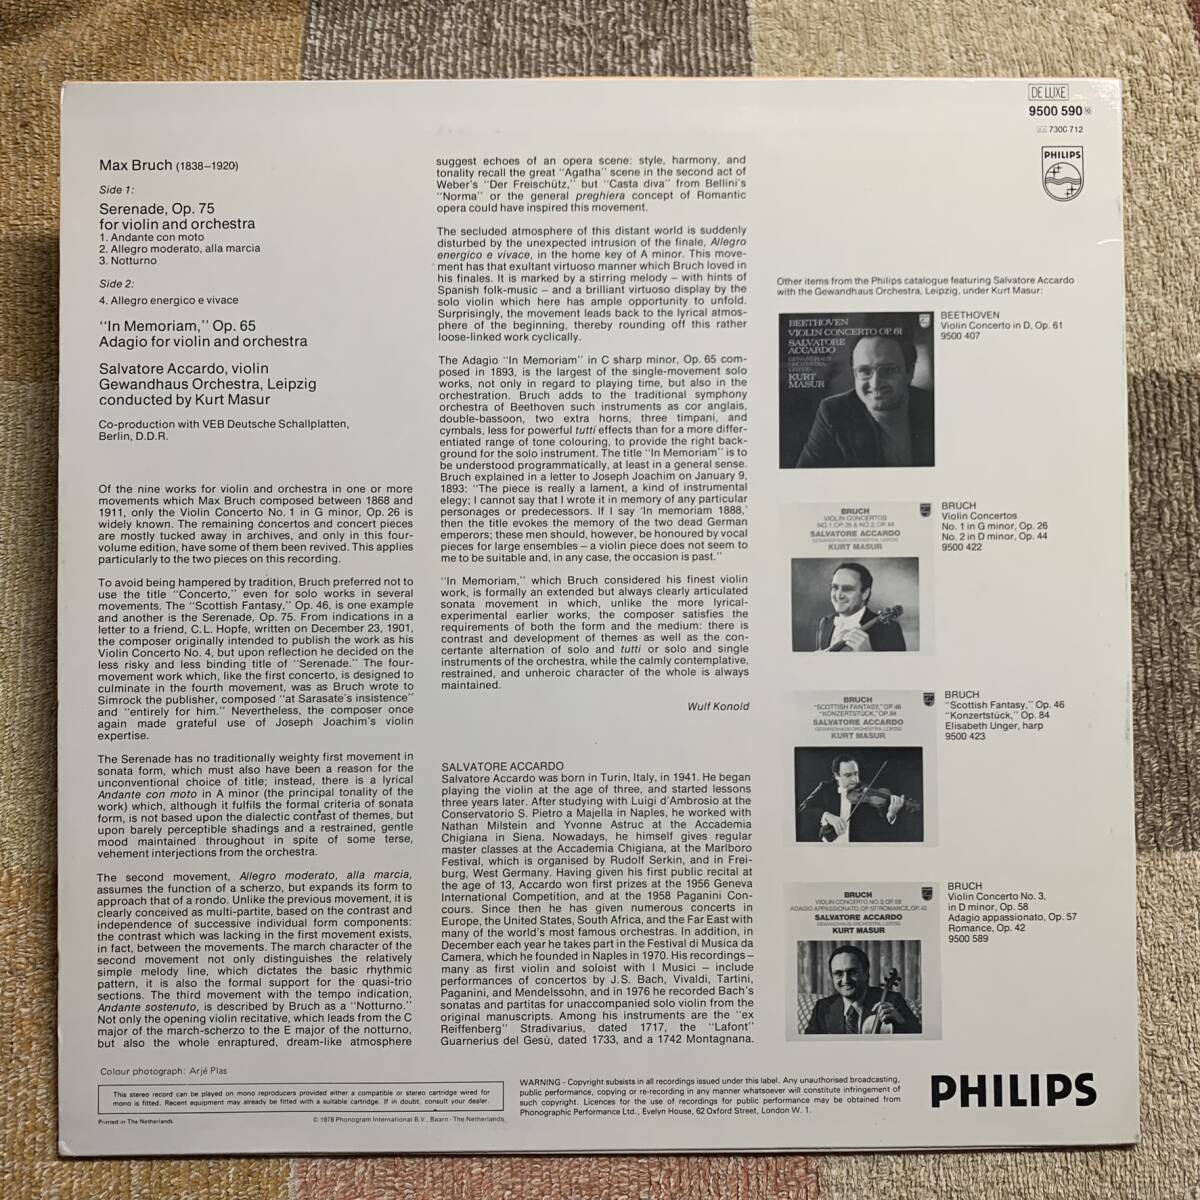 DE LUXE
9500 590
7300 712
PHILIPS
Max Bruch (1838–1920)
Side 1:
Serenade, Op. 75
for violin and orchestra
1. Andante con moto
2. Allegro moderato, alla marcia
3. Notturno
Side 2:
4. Allegro energico e vivace
"In Memoriam," Op. 65
Adagio for violin and orchestra
Salvatore Accardo, violin
Gewandhaus Orchestra, Leipzig
conducted by Kurt Masur
Co-production with VEB Deutsche Schallplatten,
Berlin, D.D.R.
Of the nine works for violin and orchestra in one or more
movements which Max Bruch composed between 1868 and
1911, only the Violin Concerto No. 1 in G minor, Op. 26 is
widely known. The remaining concertos and concert pieces
are mostly tucked away in archives, and only in this four-
volume edition, have some of them been revived. This applies
particularly to the two pieces on this recording.
To avoid being hampered by tradition, Bruch preferred not to
use the title "Concerto," even for solo works in several
movements. The "Scottish Fantasy," Op. 46, is one example
and another is the Serenade, Op. 75. From indications in a
letter to a friend, C.L. Hopfe, written on December 23, 1901,
the composer originally intended to publish the work as his
Violin Concerto No. 4, but upon reflection he decided on the
less risky and less binding title of "Serenade." The four-
movement work which, like the first concerto, is designed to
culminate in the fourth movement, was as Bruch wrote to
Simrock the publisher, composed "at Sarasate's insistence"
and "entirely for him." Nevertheless, the composer once
again made grateful use of Joseph Joachim's violin
expertise.
The Serenade has no traditionally weighty first movement in
sonata form, which must also have been a reason for the
unconventional choice of title; instead, there is a lyrical
Andante con moto in A minor (the principal tonality of the
work) which, although it fulfils the formal criteria of sonata
form, is not based upon the dialectic contrast of themes, but
upon barely perceptible shadings and a restrained, gentle
mood maintained throughout in spite of some terse,
vehement interjections from the orchestra.
The second movement, Allegro moderato, alla marcia,
assumes the function of a scherzo, but expands its form to
approach that of a rondo. Unlike the previous movement, it is
clearly conceived as multi-partite, based on the contrast and
independence of successive individual form components:
the contrast which was lacking in the first movement exists,
in fact, between the movements. The march character of the
second movement not only distinguishes the relatively
simple melody line, which dictates the basic rhythmic
pattern, it is also the formal support for the quasi-trio
sections. The third movement with the tempo indication,
Andante sostenuto, is described by Bruch as a "Notturno."
Not only the opening violin recitative, which leads from the C
major of the march-scherzo to the E major of the notturno,
but also the whole enraptured, dream-like atmosphere
suggest echoes of an opera scene: style, harmony, and
tonality recall the great "Agatha" scene in the second act of
Weber's "Der Freischütz," but "Casta diva" from Bellini's
"Norma" or the general preghiera concept of Romantic
opera could have inspired this movement.
The secluded atmosphere of this distant world is suddenly
disturbed by the unexpected intrusion of the finale, Allegro
energico e vivace, in the home key of A minor. This move-
ment has that exultant virtuoso manner which Bruch loved in
his finales. It is marked by a stirring melody – with hints of
Spanish folk-music – and a brilliant virtuoso display by the
solo violin which here has ample opportunity to unfold.
Surprisingly, the movement leads back to the lyrical atmos-
phere of the beginning, thereby rounding off this rather
loose-linked work cyclically.
The Adagio "In Memoriam" in C sharp minor, Op. 65 com-
posed in 1893, is the largest of the single-movement solo
works, not only in regard to playing time, but also in the
orchestration. Bruch adds to the traditional symphony
orchestra of Beethoven such instruments as cor anglais,
double-bassoon, two extra horns, three timpani, and
cymbals, less for powerful tutti effects than for a more differ-
entiated range of tone colouring, to provide the right back-
ground for the solo instrument. The title "In Memoriam" is to
be understood programmatically, at least in a general sense.
Bruch explained in a letter to Joseph Joachim on January 9,
1893: "The piece is really a lament, a kind of instrumental
elegy; I cannot say that I wrote it in memory of any particular
personages or predecessors. If I say 'In memoriam 1888,'
then the title evokes the memory of the two dead German
emperors; these men should, however, be honoured by vocal
pieces for large ensembles – a violin piece does not seem to
me to be suitable and, in any case, the occasion is past."
"In Memoriam," which Bruch considered his finest violin
work, is formally an extended but always clearly articulated
sonata movement in which, unlike the more lyrical-
experimental earlier works, the composer satisfies the
requirements of both the form and the medium: there is
contrast and development of themes as well as the con-
certante alternation of solo and tutti or solo and single
instruments of the orchestra, while the calmly contemplative,
restrained, and unheroic character of the whole is always
maintained.
Wulf Konold
SALVATORE ACCARDO
Salvatore Accardo was born in Turin, Italy, in 1941. He began
playing the violin at the age of three, and started lessons
three years later. After studying with Luigi d'Ambrosio at the
Conservatorio S. Pietro a Majella in Naples, he worked with
Nathan Milstein and Yvonne Astruc at the Accademia
Chigiana in Siena. Nowadays, he himself gives regular
master classes at the Accademia Chigiana, at the Marlboro
Festival, which is organised by Rudolf Serkin, and in Frei-
burg, West Germany. Having given his first public recital at
the age of 13, Accardo won first prizes at the 1956 Geneva
International Competition, and at the 1958 Paganini Con-
cours. Since then he has given numerous concerts in
Europe, the United States, South Africa, and the Far East with
many of the world's most famous orchestras. In addition, in
December each year he takes part in the Festival di Musica da
Camera, which he founded in Naples in 1970. His recordings –
many as first violin and soloist with I Musici – include
performances of concertos by J.S. Bach, Vivaldi, Tartini,
Paganini, and Mendelssohn, and in 1976 he recorded Bach's
sonatas and partitas for unaccompanied solo violin from the
original manuscripts. Among his instruments are the "ex
Reiffenberg" Stradivarius, dated 1717, the "Lafont"
Guarnerius del Gesù, dated 1733, and a 1742 Montagnana.
Other items from the Philips catalogue featuring Salvatore Accardo
with the Gewandhaus Orchestra, Leipzig, under Kurt Masur:
BEETHOVEN
VIOLIN CONCERTO OP. 61
SALVATORE
ACCARDO
GEWANDHAUS
ORCHESTRA
LEIPZIG
KURT
MASUR
BEETHOVEN
Violin Concerto in D, Op. 61
9500 407
BRUCH
VIOLIN CONCERTOS
NO. 1, OP. 26 & NO. 2, OP. 44
SALVATORE ACCARDO
GEWANDHAUS ORCHESTRA, LEIPZIG
KURT MASUR
BRUCH
Violin Concertos
No. 1 in G minor, Op. 26
No. 2 in D minor, Op. 44
9500 422
BRUCH
"SCOTTISH FANTASY," OP. 46
"KONZERTSTÜCK," OP. 84
SALVATORE ACCARDO
GEWANDHAUS ORCHESTRA LEIPZIG
KURT MASUR
BRUCH
"Scottish Fantasy," Op. 46
"Konzertstück," Op. 84
Elisabeth Unger, harp
9500 423
BRUCH
VIOLIN CONCERTO NO. 3, OP. 58
ADAGIO APPASSIONATO, OP. 57/ROMANCE, OP. 42
SALVATORE ACCARDO
GEWANDHAUS ORCHESTRA, LEIPZIG
KURT MASUR
BRUCH
Violin Concerto No. 3,
in D minor, Op. 58
Adagio appassionato, Op. 57
Romance, Op. 42
9500 589
Colour photograph: Arjé Plas
This stereo record can be played on mono reproducers provided either a compatible or stereo cartridge wired for
mono is fitted. Recent equipment may already be fitted with a suitable cartridge. If in doubt, consult your dealer.
Printed in The Netherlands
© 1978 Phonogram International B.V., Baarn - The Netherlands
WARNING - Copyright subsists in all recordings issued under this label. Any unauthorised broadcasting,
public performance, copying or re-recording in any manner whatsoever will constitute infringement of
such copyright. Licences for the use of recordings for public performance may be obtained from
Phonographic Performance Ltd., Evelyn House, 62 Oxford Street, London W. 1.
PHILIPS